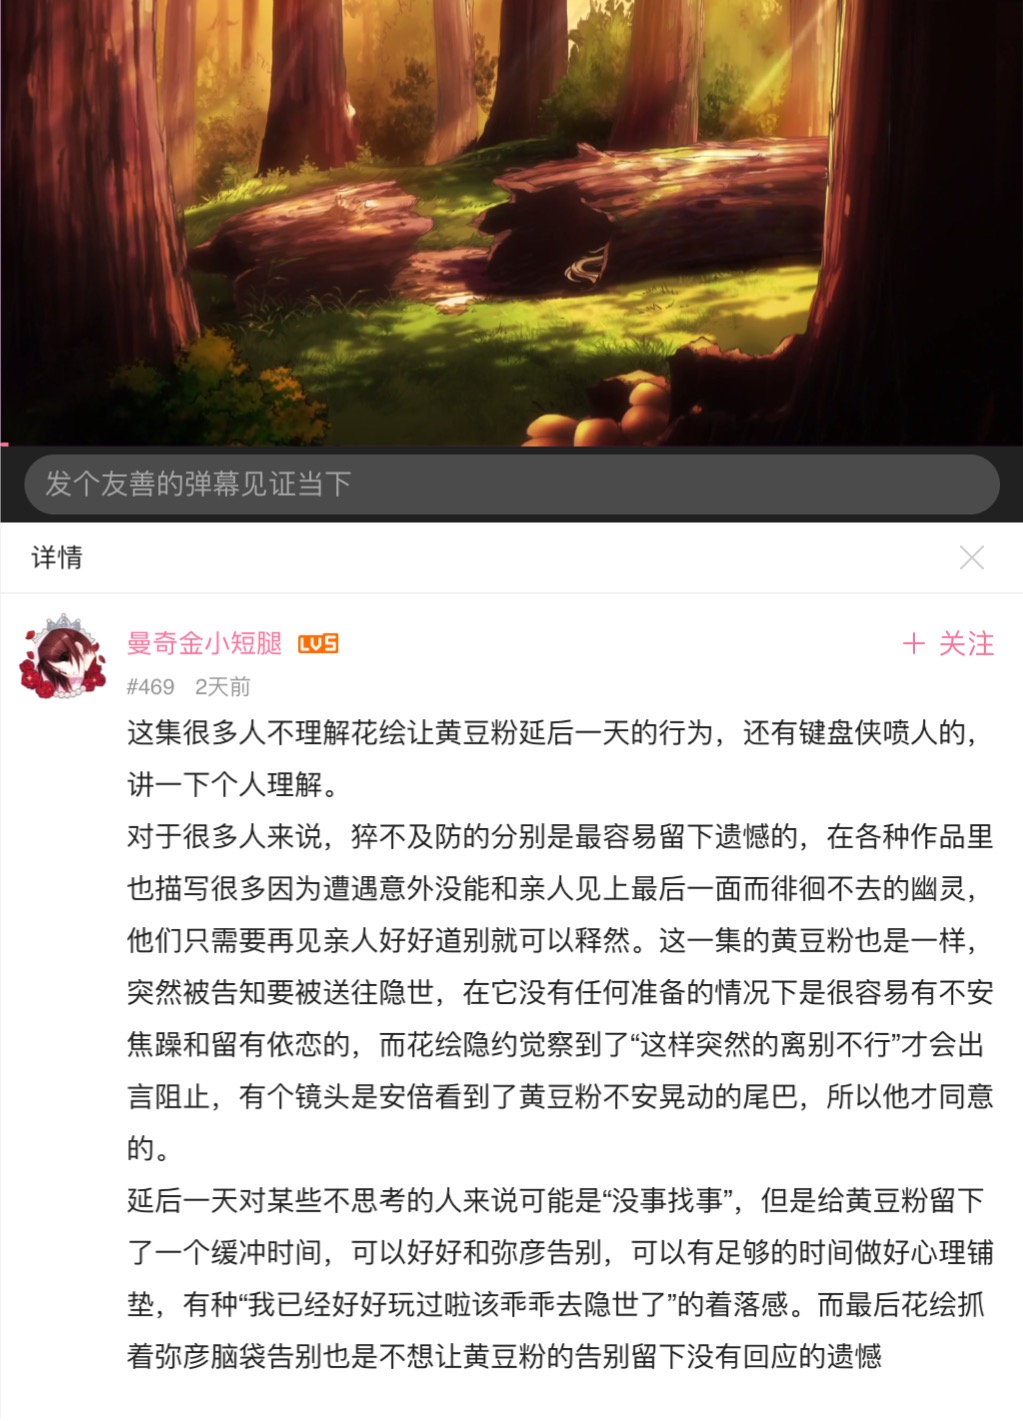 发个友善的弹幕见证当下
详情
曼奇金小短腿 LV5
＋ 关注
#469 2天前
这集很多人不理解花绘让黄豆粉延后一天的行为，还有键盘侠喷人的，
讲一下个人理解。
对于很多人来说，猝不及防的分别是最容易留下遗憾的，在各种作品里
也描写很多因为遭遇意外没能和亲人见上最后一面而徘徊不去的幽灵，
他们只需要再见亲人好好道别就可以释然。这一集的黄豆粉也是一样，
突然被告知要被送往隐世，在它没有任何准备的情况下是很容易有不安
焦躁和留有依恋的，而花绘隐约觉察到了“这样突然的离别不行”才会出
言阻止，有个镜头是安倍看到了黄豆粉不安晃动的尾巴，所以他才同意
的。
延后一天对某些不思考的人来说可能是“没事找事”，但是给黄豆粉留下
了一个缓冲时间，可以好好和弥彦告别，可以有足够的时间做好心理铺
垫，有种“我已经好好玩过啦该乖乖去隐世了”的着落感。而最后花绘抓
着弥彦脑袋告别也是不想让黄豆粉的告别留下没有回应的遗憾